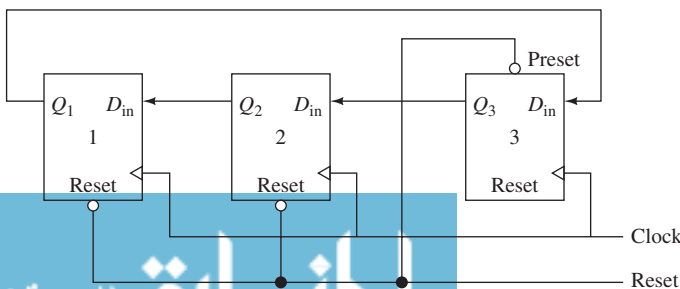 Preset
Q1 Din Q2 Din Q3 Din
1 2 3
Reset Reset Reset
Clock
Reset